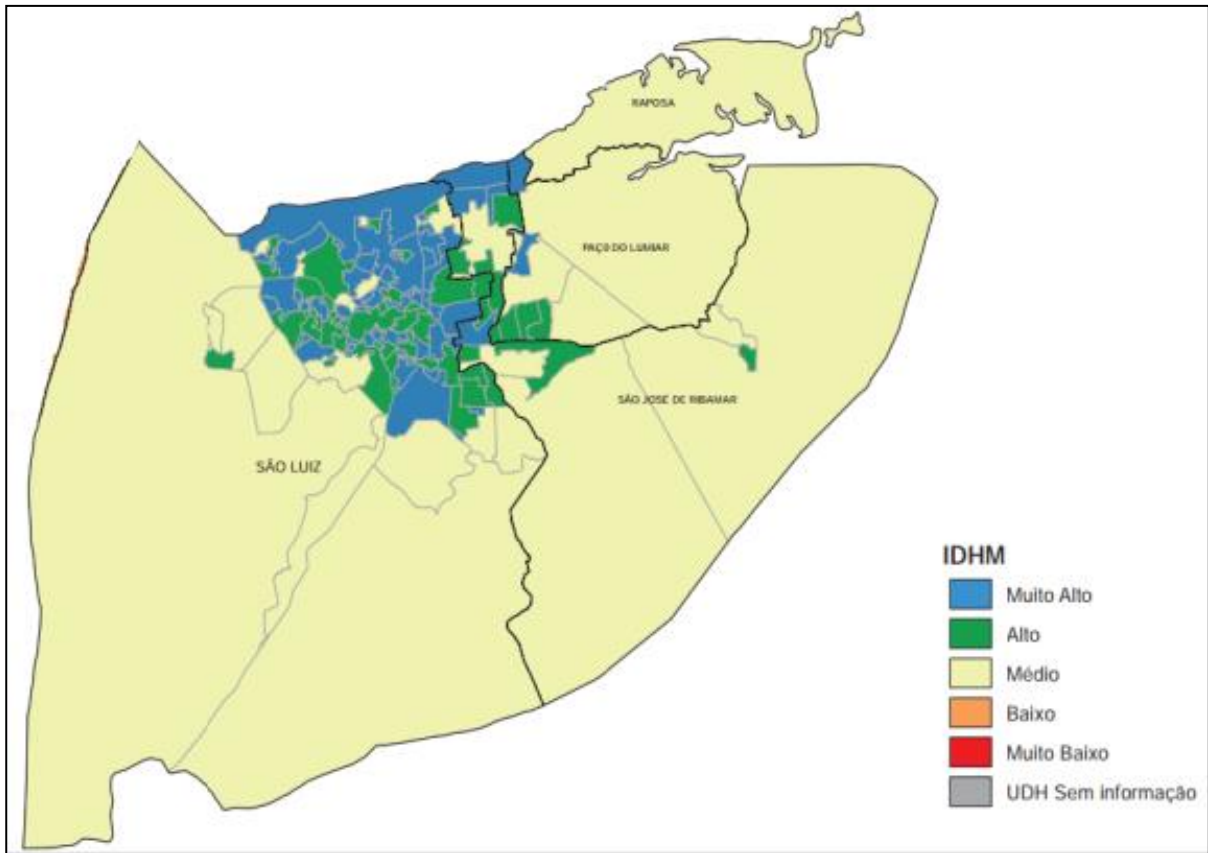 RAPOSA
PAÇO DO LUMIAR
SÃO JOSÉ DE RIBAMAR
SÃO LUIZ
IDHM
Muito Alto
Alto
Médio
Baixo
Muito Baixo
UDH Sem informação